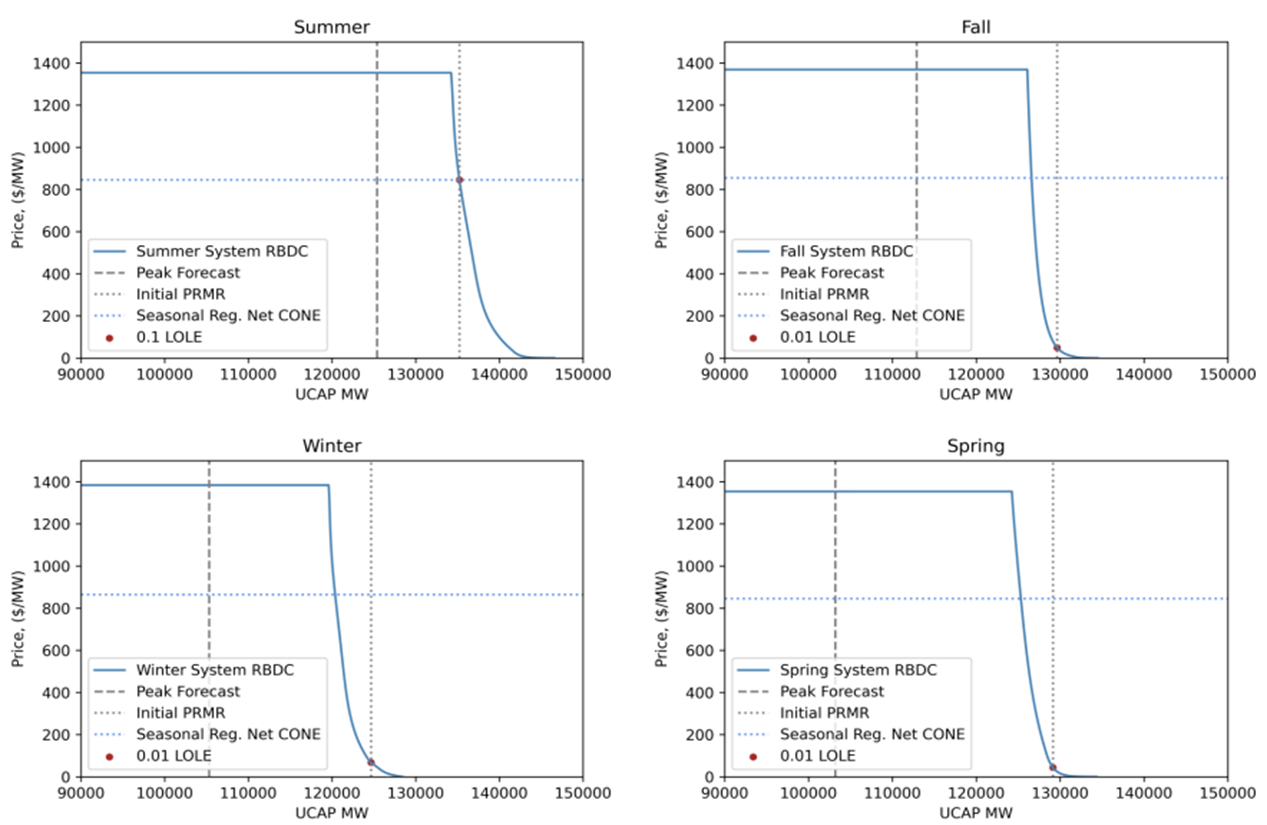 Summer
1400
1200
1000
800
600
400
200
0
Price, ($/MW)
Summer System RBDC
Peak Forecast
Initial PRMR
Seasonal Reg. Net CONE
0.1 LOLE
90000 100000 110000 120000 130000 140000 150000
UCAP MW
Fall
1400
1200
1000
800
600
400
200
0
Price, ($/MW)
Fall System RBDC
Peak Forecast
Initial PRMR
Seasonal Reg. Net CONE
0.01 LOLE
90000 100000 110000 120000 130000 140000 150000
UCAP MW
Winter
1400
1200
1000
800
600
400
200
0
Price, ($/MW)
Winter System RBDC
Peak Forecast
Initial PRMR
Seasonal Reg. Net CONE
0.01 LOLE
90000 100000 110000 120000 130000 140000 150000
UCAP MW
Spring
1400
1200
1000
800
600
400
200
0
Price, ($/MW)
Spring System RBDC
Peak Forecast
Initial PRMR
Seasonal Reg. Net CONE
0.01 LOLE
90000 100000 110000 120000 130000 140000 150000
UCAP MW